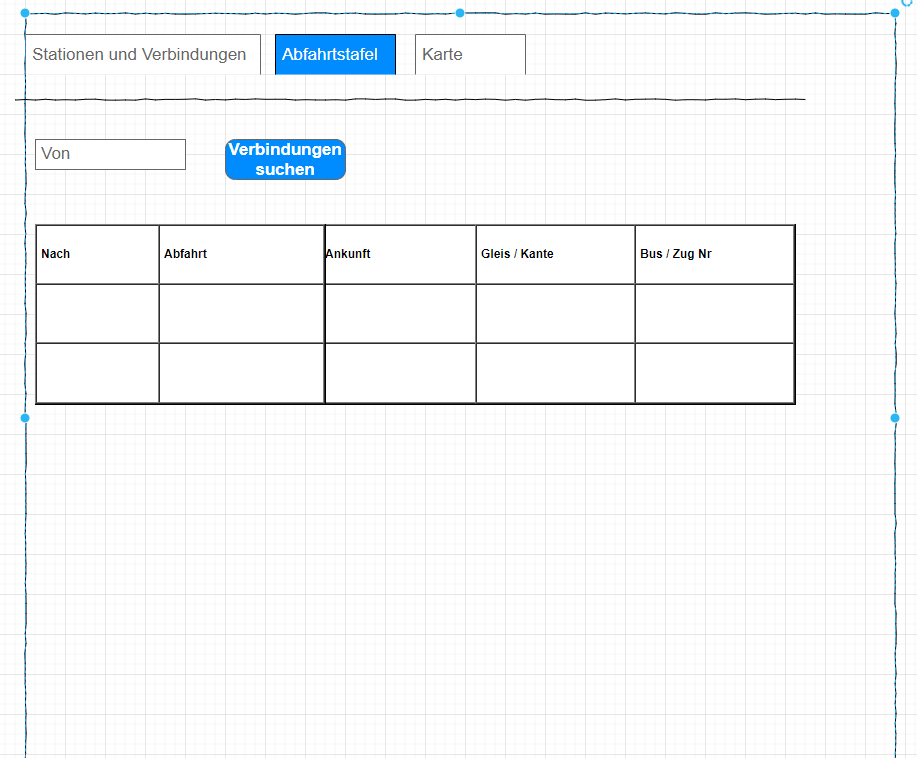 Stationen und Verbindungen
Abfahrtstafel
Karte
Von
Verbindungen
suchen
Nach
Abfahrt
Ankunft
Gleis / Kante
Bus / Zug Nr